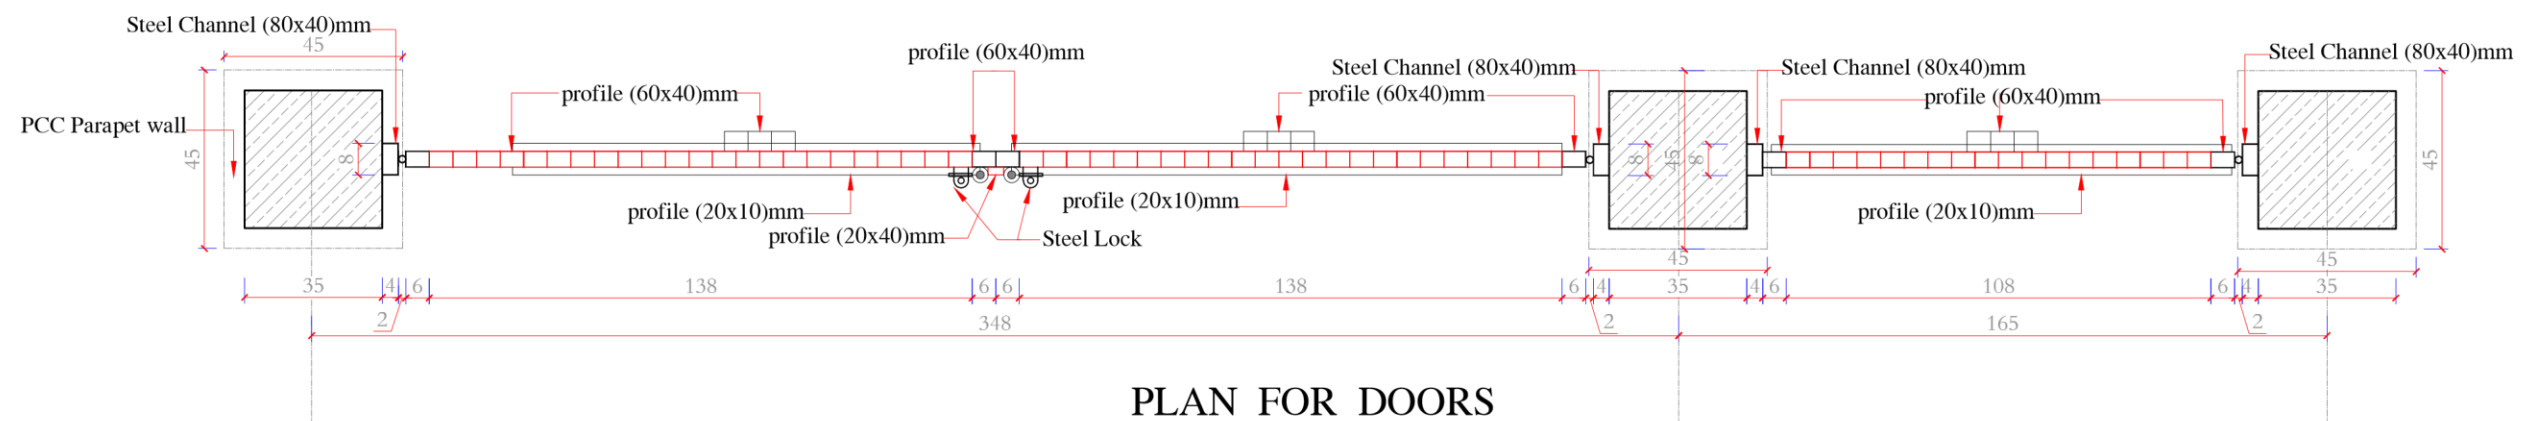 Steel Channel (80x40)mm
45
profile (60x40)mm
Steel Channel (80x40)mm
Steel Channel (80x40)mm
Steel Channel (80x40)mm
profile (60x40)mm
profile (60x40)mm
profile (60x40)mm
PCC Parapet wall
45
8
8
45
8
45
profile (20x10)mm
profile (20x40)mm
Steel Lock
profile (20x10)mm
profile (20x10)mm
45
45
35
4
6
138
6
6
138
6
4
35
4
6
108
6
4
35
2
348
2
165
2
PLAN FOR DOORS